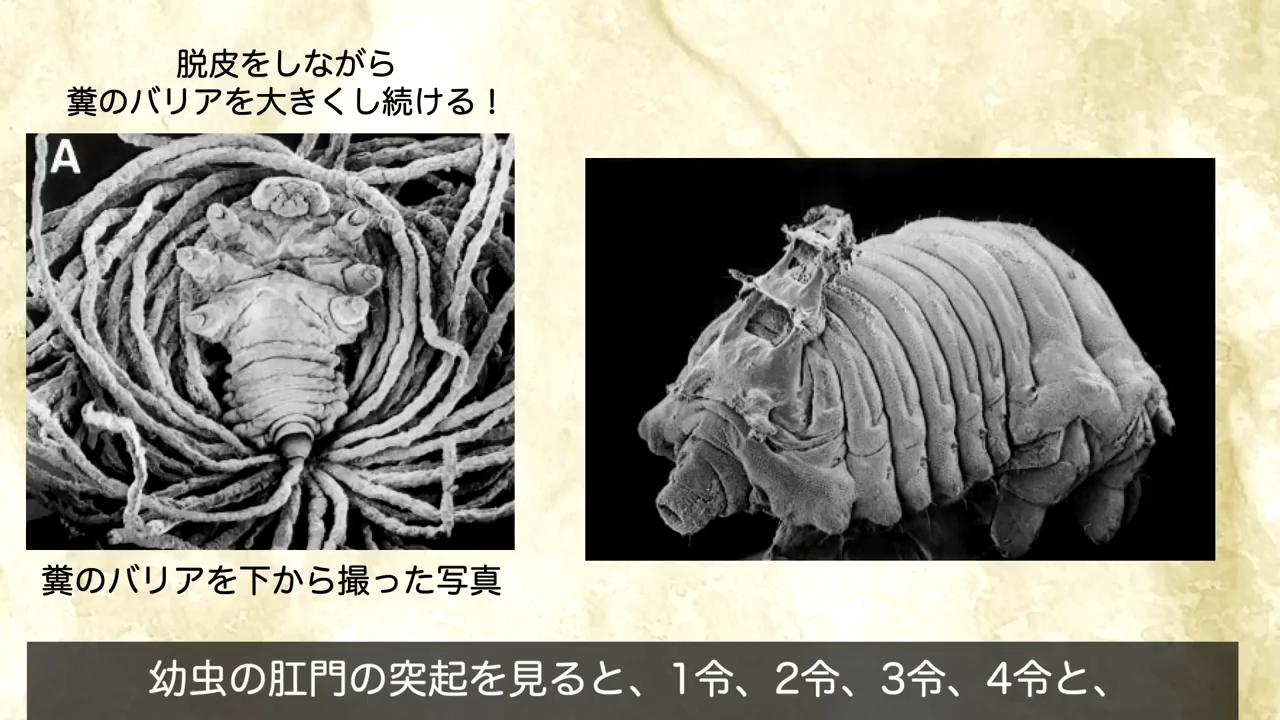 脱皮をしながら
糞のバリアを大きくし続ける！
A
糞のバリアを下から撮った写真
幼虫の肛門の突起を見ると、1令、2令、3令、4令と、